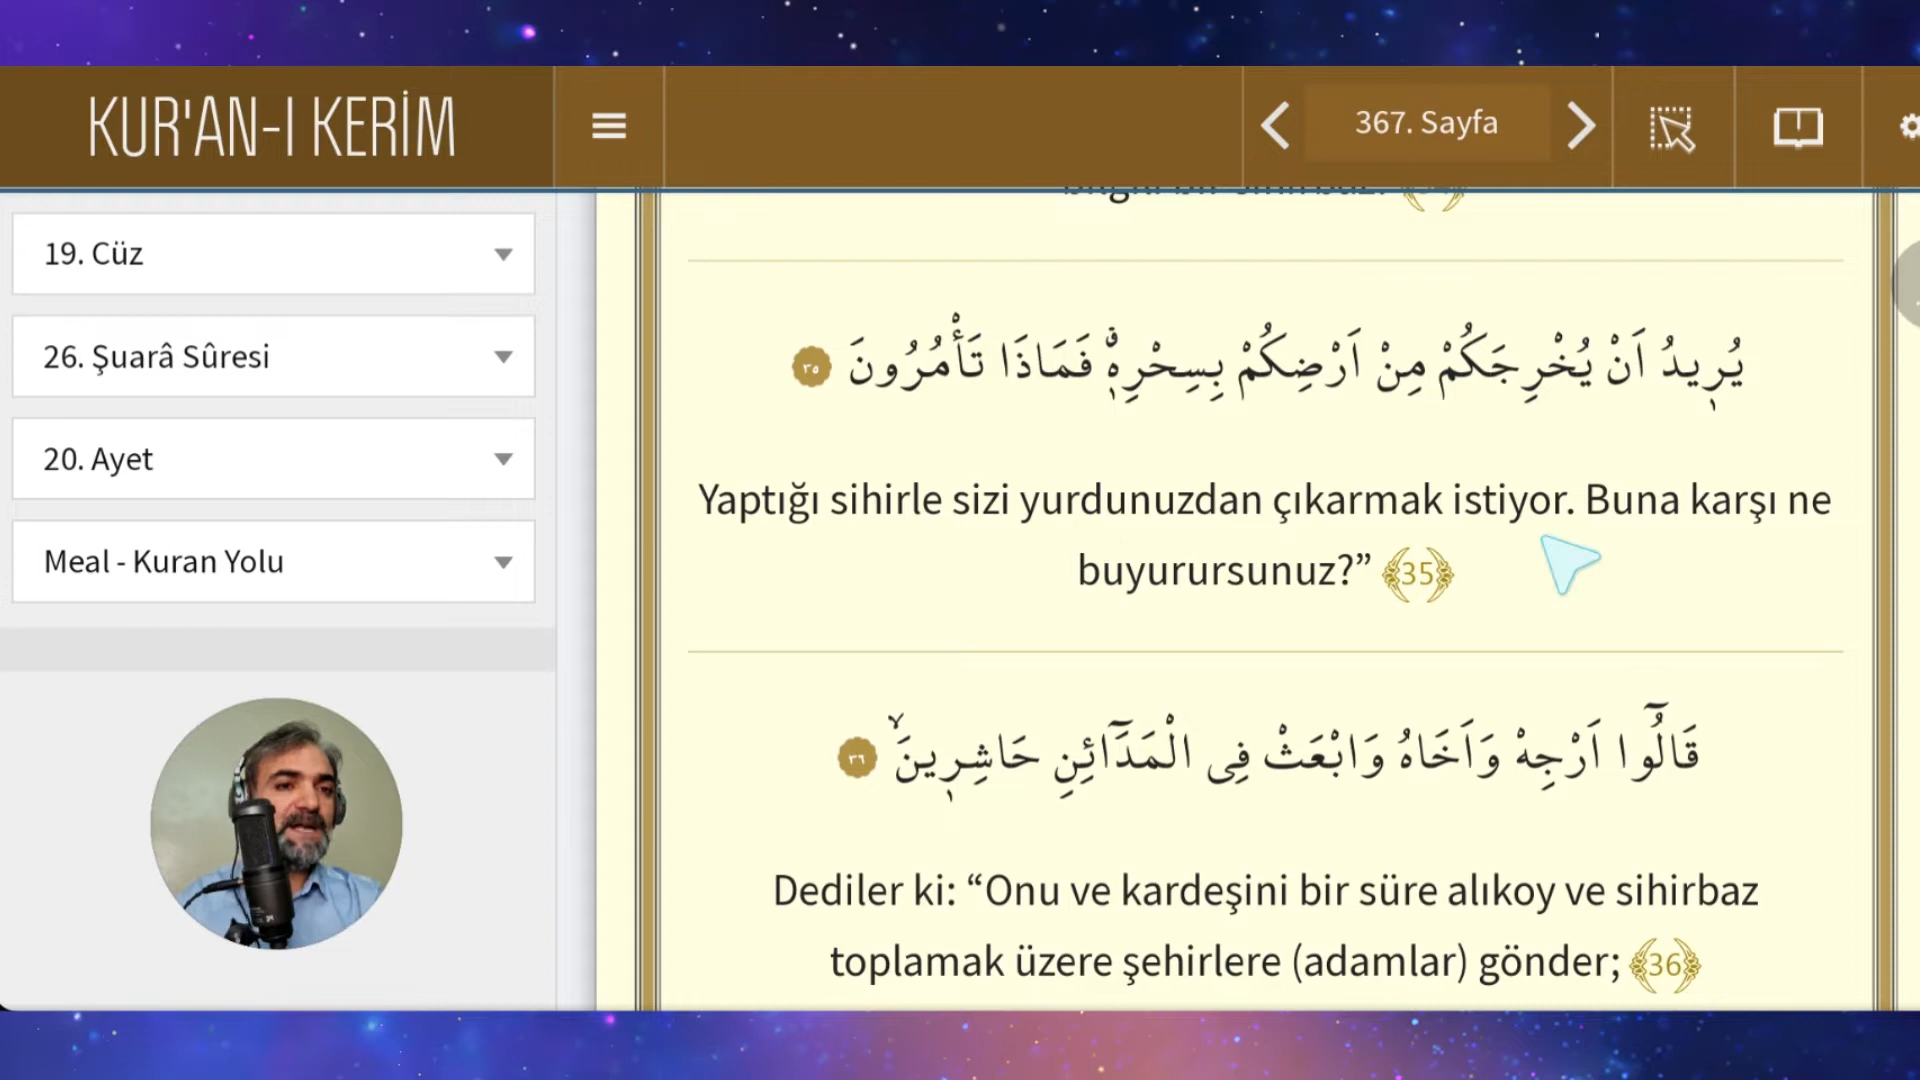 KUR'AN-I KERİM
367. Sayfa
19. Cüz
26. Şuarâ Sûresi
20. Ayet
Meal - Kuran Yolu
يُر۪يدُ اَنْ يُخْرِجَكُمْ مِنْ اَرْضِكُمْ بِسِحْرِه۪ۗ فَمَاذَا تَأْمُرُونَ ٣٥
Yaptığı sihirle sizi yurdunuzdan çıkarmak istiyor. Buna karşı ne
buyurursunuz?” ﴾35﴿
قَالُٓوا اَرْجِهْ وَاَخَاهُ وَابْعَثْ فِى الْمَدَٓائِنِ حَاشِر۪ينَۙ ٣٦
Dediler ki: “Onu ve kardeşini bir süre alıkoy ve sihirbaz
toplamak üzere şehirlere (adamlar) gönder; ﴾36﴿